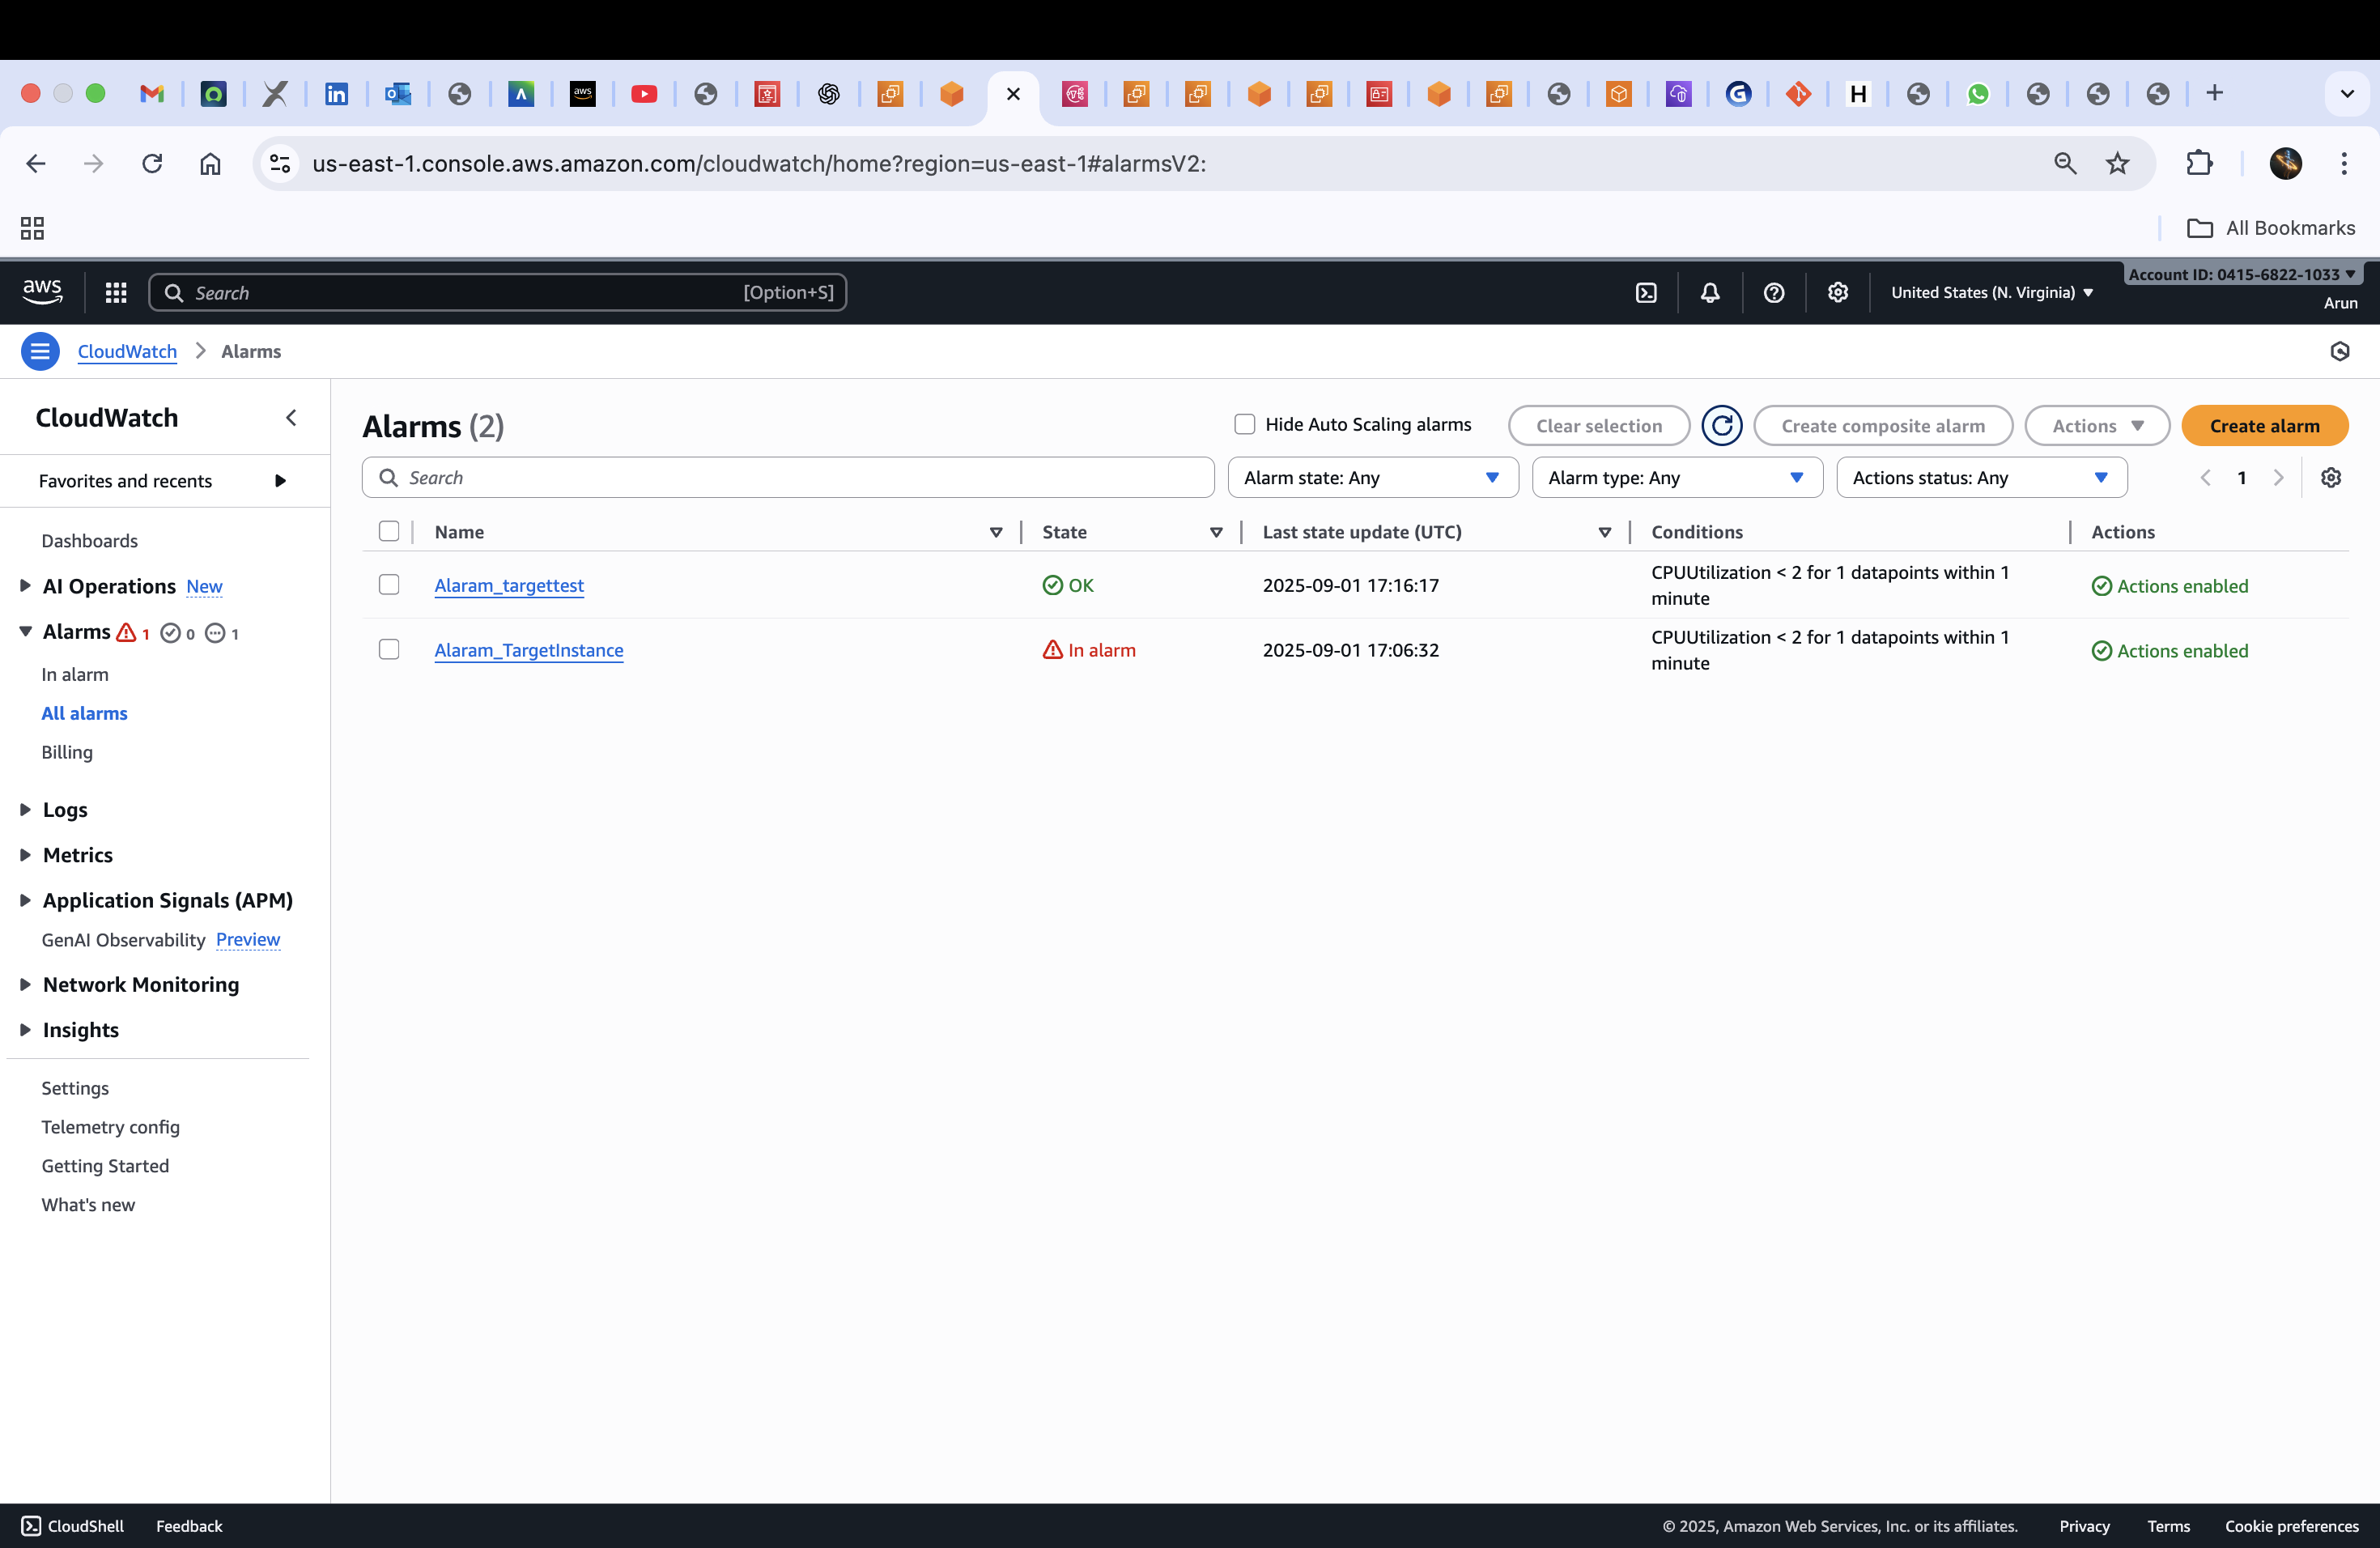 us-east-1.console.aws.amazon.com/cloudwatch/home?region=us-east-1#alarmsV2:
All Bookmarks
aws
Search
[Option+S]
United States (N. Virginia)
Account ID: 0415-6822-1033
Arun
CloudWatch
Alarms
CloudWatch
Favorites and recents
Dashboards
AI Operations New
Alarms 1 0 1
In alarm
All alarms
Billing
Logs
Metrics
Application Signals (APM)
GenAI Observability Preview
Network Monitoring
Insights
Settings
Telemetry config
Getting Started
What's new
Alarms (2)
Hide Auto Scaling alarms
Clear selection
Create composite alarm
Actions
Create alarm
Search
Alarm state: Any
Alarm type: Any
Actions status: Any
1
Name
State
Last state update (UTC)
Conditions
Actions
Alaram_targettest
OK
2025-09-01 17:16:17
CPUUtilization < 2 for 1 datapoints within 1
minute
Actions enabled
Alaram_TargetInstance
In alarm
2025-09-01 17:06:32
CPUUtilization < 2 for 1 datapoints within 1
minute
Actions enabled
CloudShell
Feedback
© 2025, Amazon Web Services, Inc. or its affiliates.
Privacy
Terms
Cookie preferences